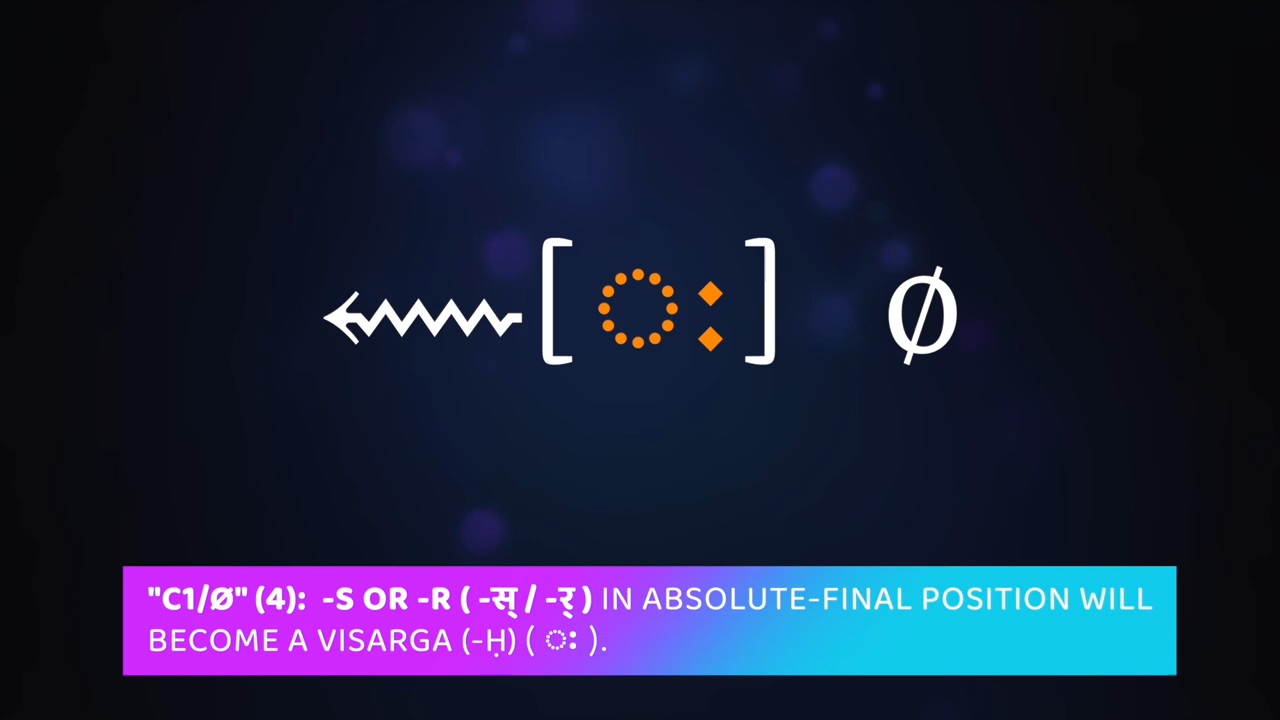 [ ः ] Ø
"C1/Ø" (4): -S OR -R ( -स् / -र् ) IN ABSOLUTE-FINAL POSITION WILL
BECOME A VISARGA (-Ḥ) ( ः ).